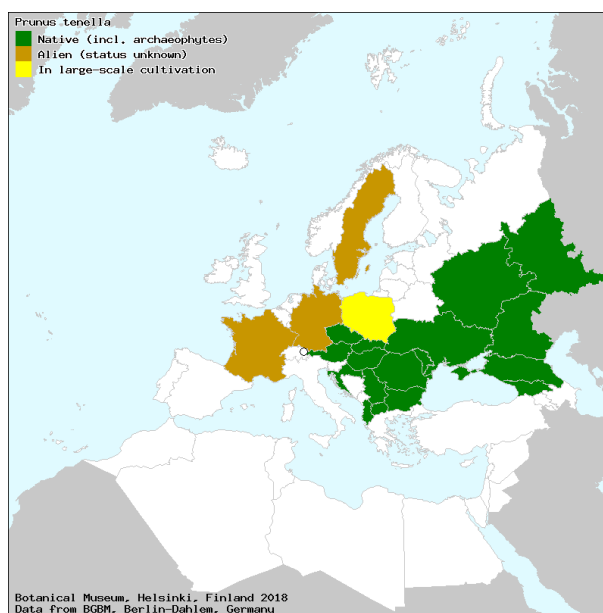 Prunus tenella
Native (incl. archaeophytes)
Alien (status unknown)
In large-scale cultivation
Botanical Museum, Helsinki, Finland 2018
Data from BGBM, Berlin-Dahlem, Germany